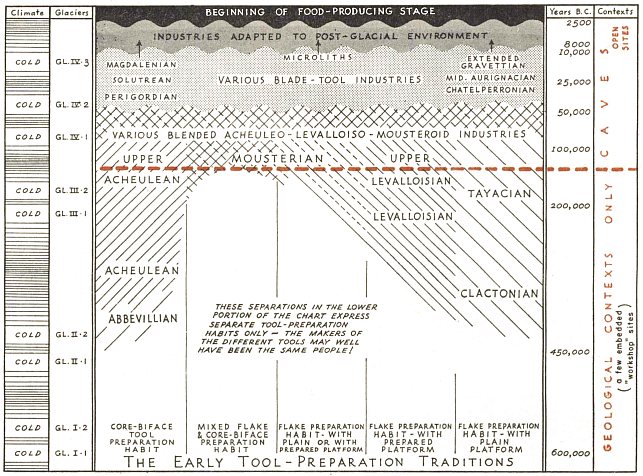 Climate
Glaciers
BEGINNING OF FOOD-PRODUCING STAGE
Years B.C.
Contexts
2500
INDUSTRIES ADAPTED TO POST-GLACIAL ENVIRONMENT
8000
10,000
OPEN SITES
COLD
GL.IV·3
MAGDALENIAN
MICROLITHS
EXTENDED
GRAVETTIAN
SOLUTREAN
VARIOUS BLADE-TOOL INDUSTRIES
MID. AURIGNACIAN
25,000
PERIGORDIAN
CHATELPERRONIAN
COLD
GL.IV·2
50,000
CAVES
COLD
GL.IV·1
VARIOUS BLENDED ACHEULEO-LEVALLOISO-MOUSTEROID INDUSTRIES
100,000
UPPER
MOUSTERIAN
UPPER
ACHEULEAN
LEVALLOISIAN
TAYACIAN
COLD
GL.III·2
200,000
COLD
GL.III·1
LEVALLOISIAN
ACHEULEAN
CLACTONIAN
ABBEVILLIAN
THESE SEPARATIONS IN THE LOWER
PORTION OF THE CHART EXPRESS
SEPARATE TOOL-PREPARATION
HABITS ONLY — THE MAKERS OF
THE DIFFERENT TOOLS MAY WELL
HAVE BEEN THE SAME PEOPLE!
COLD
GL.II·2
450,000
COLD
GL.II·1
GEOLOGICAL CONTEXTS ONLY
(a few embedded
"workshop" sites)
COLD
GL.I·2
CORE-BIFACE
TOOL
PREPARATION
HABIT
MIXED FLAKE
& CORE-BIFACE
PREPARATION
HABIT
FLAKE PREPARATION
HABIT-WITH
PLAIN OR WITH
PREPARED PLATFORM
FLAKE PREPARATION
HABIT-WITH
PREPARED
PLATFORM
FLAKE PREPARATION
HABIT-WITH
PLAIN
PLATFORM
COLD
GL.I·1
600,000
THE EARLY TOOL-PREPARATION TRADITIONS